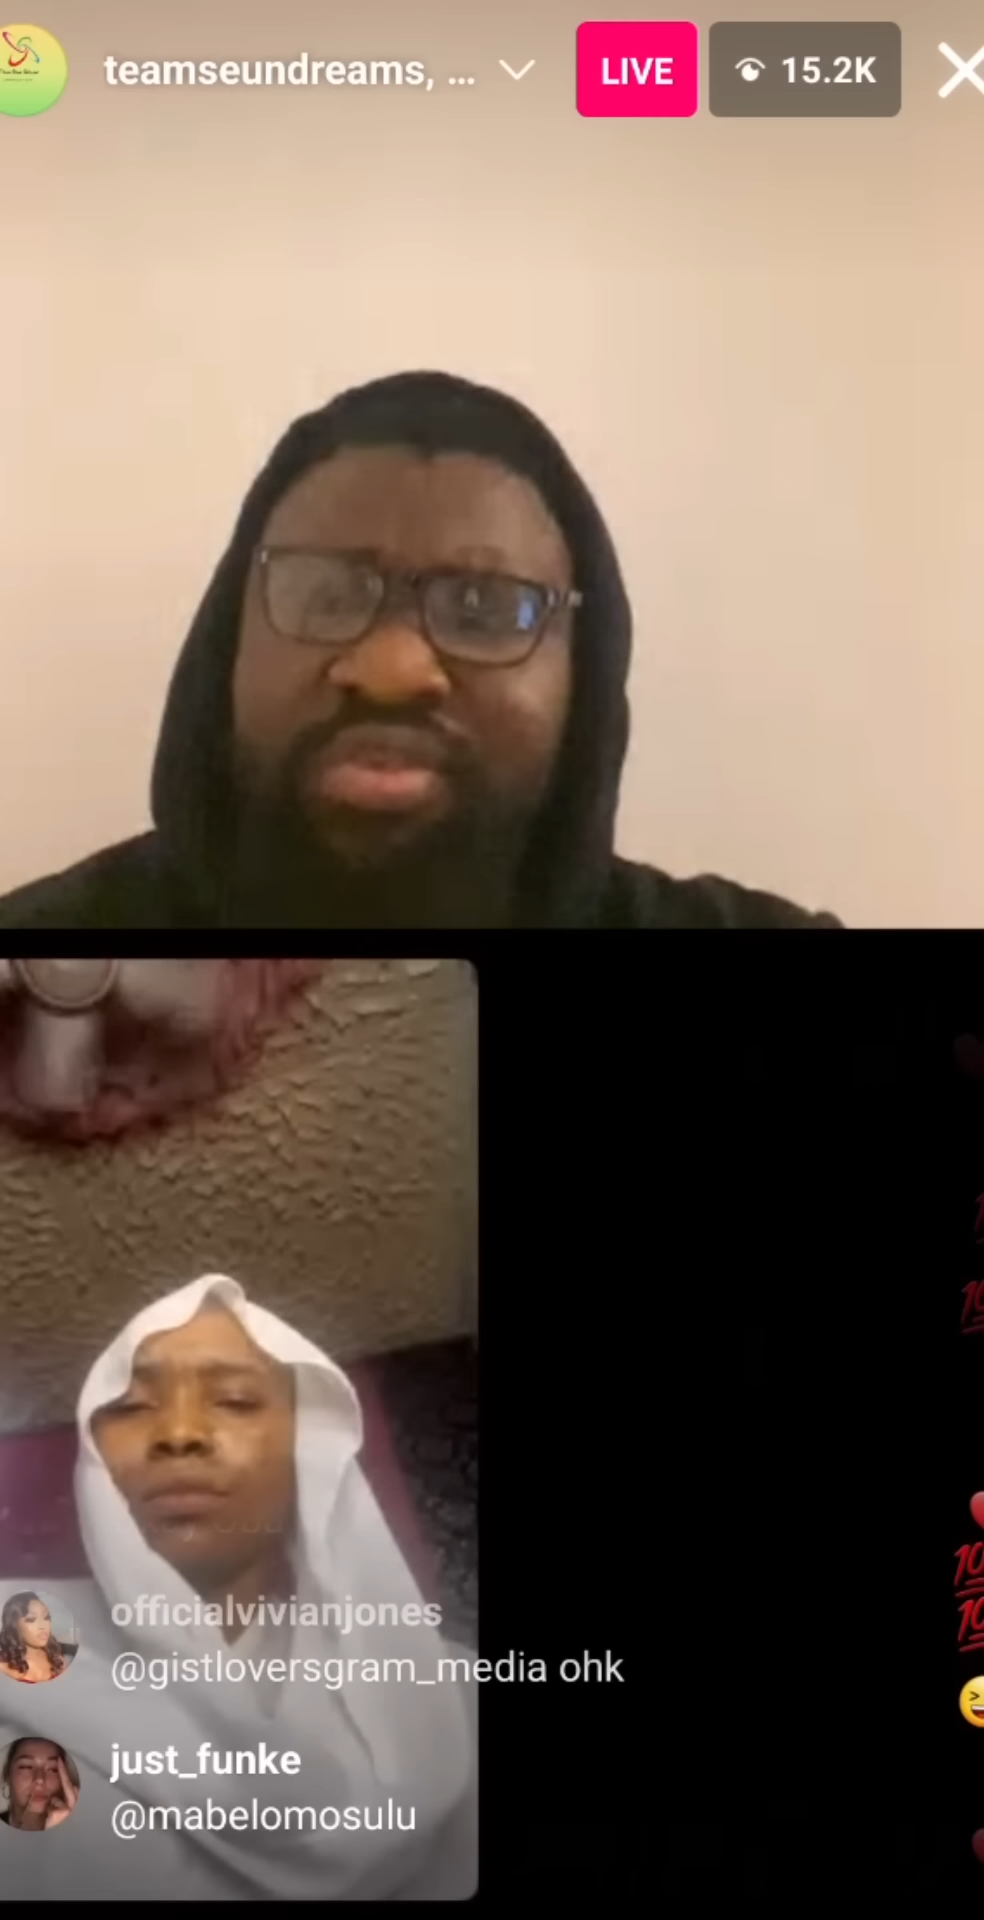 teamseundreams, ...
LIVE
15.2K
officialvivianjones
@gistloversgram_media ohk
just_funke
@mabelomosulu